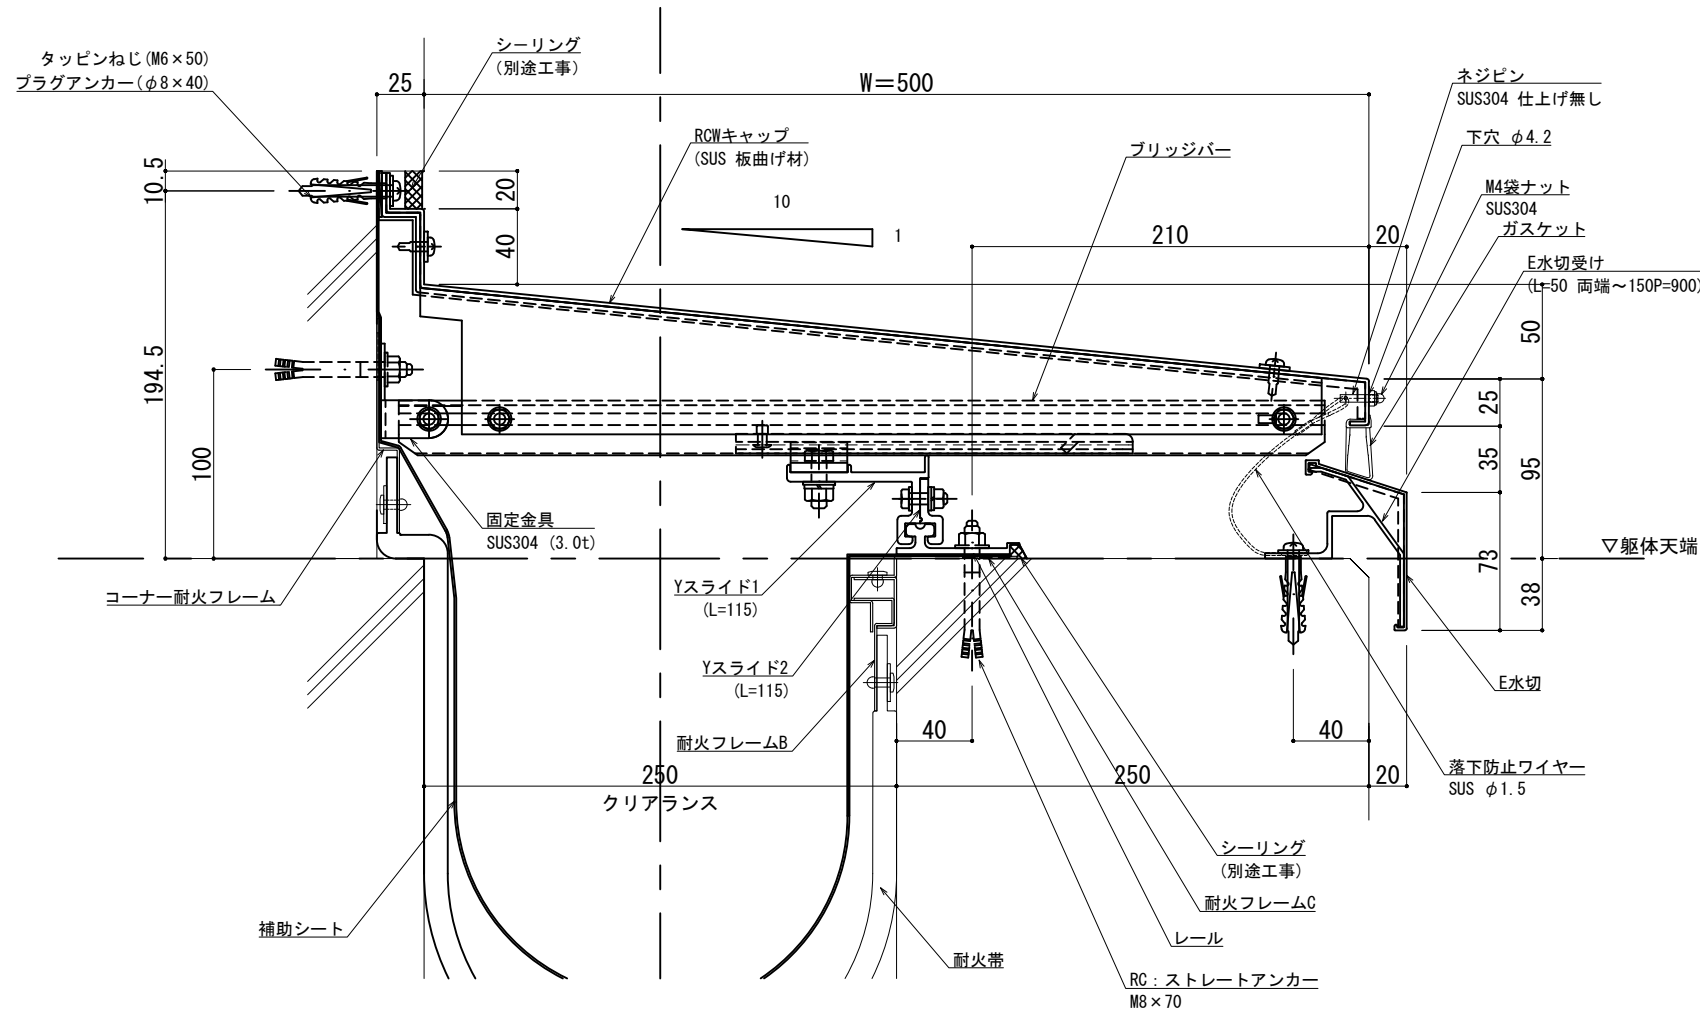 タッピンねじ(M6×50)
プラグアンカー(φ8×40)
シーリング
(別途工事)
25
W=500
ネジピン
SUS304 仕上げ無し
下穴 φ4.2
M4袋ナット
SUS304
ガスケット
E水切受け
(L=50 両端～150P=900)
RCWキャップ
(SUS 板曲げ材)
ブリッジバー
10
1
10.5
20
40
210
20
194.5
100
50
25
35
95
73
38
▽躯体天端
固定金具
SUS304 (3.0t)
コーナー耐火フレーム
Yスライド1
(L=115)
Yスライド2
(L=115)
耐火フレームB
E水切
40
40
250
クリアランス
250
20
落下防止ワイヤー
SUS φ1.5
シーリング
(別途工事)
耐火フレームC
レール
補助シート
耐火帯
RC：ストレートアンカー
M8×70